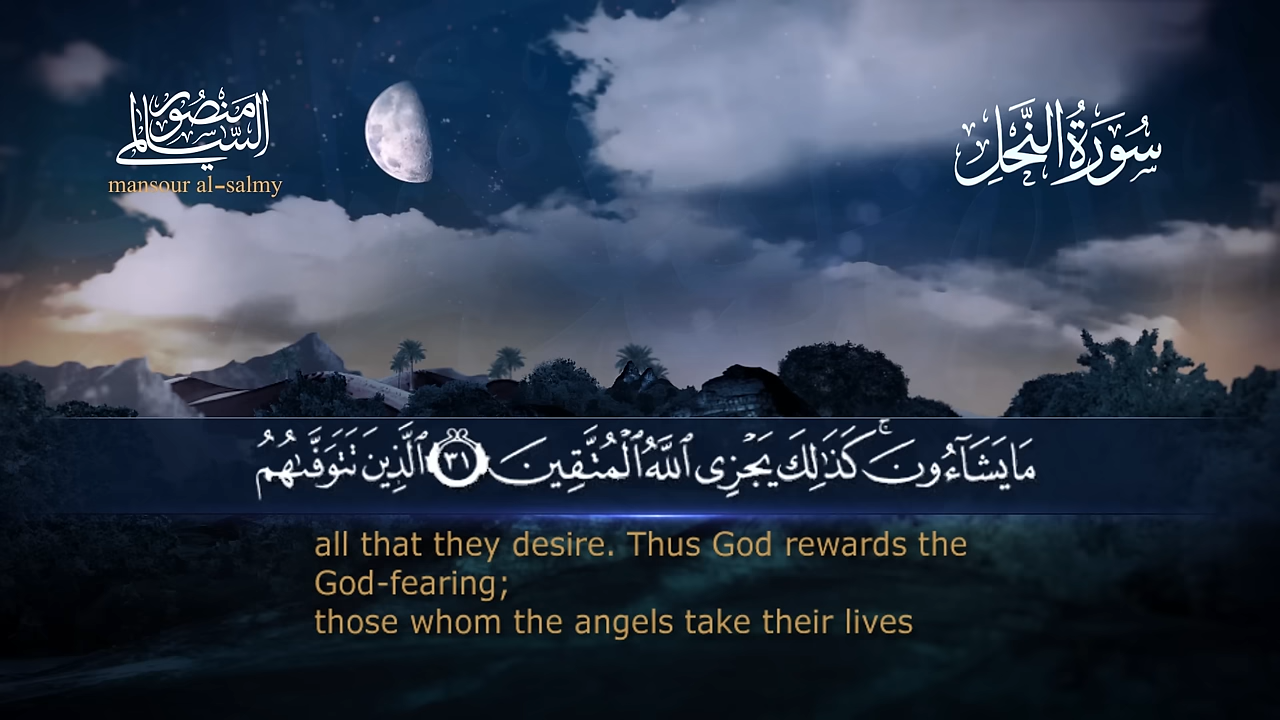 منصور السالمي
mansour al-salmy
سُورَةُ النَّحْلِ
مَا يَشَآءُونَ ۚ كَذَٰلِكَ يَجْزِى ٱللَّهُ ٱلْمُتَّقِينَ ٣١ ٱلَّذِينَ تَتَوَفَّىٰهُمُ
all that they desire. Thus God rewards the
God-fearing;
those whom the angels take their lives